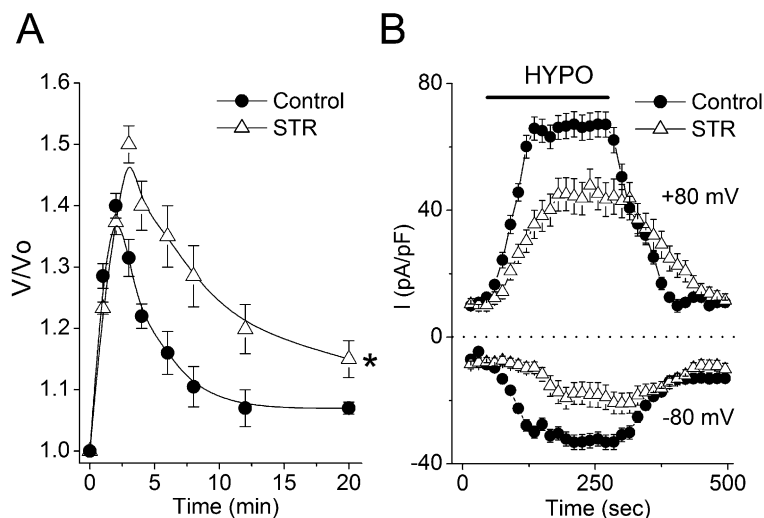 A
V/Vo
1.6
1.5
1.4
1.3
1.2
1.1
1.0
Control
STR
*
0 5 10 15 20
Time (min)
B
HYPO
I (pA/pF)
80
40
0
-40
Control
STR
+80 mV
-80 mV
0 250 500
Time (sec)